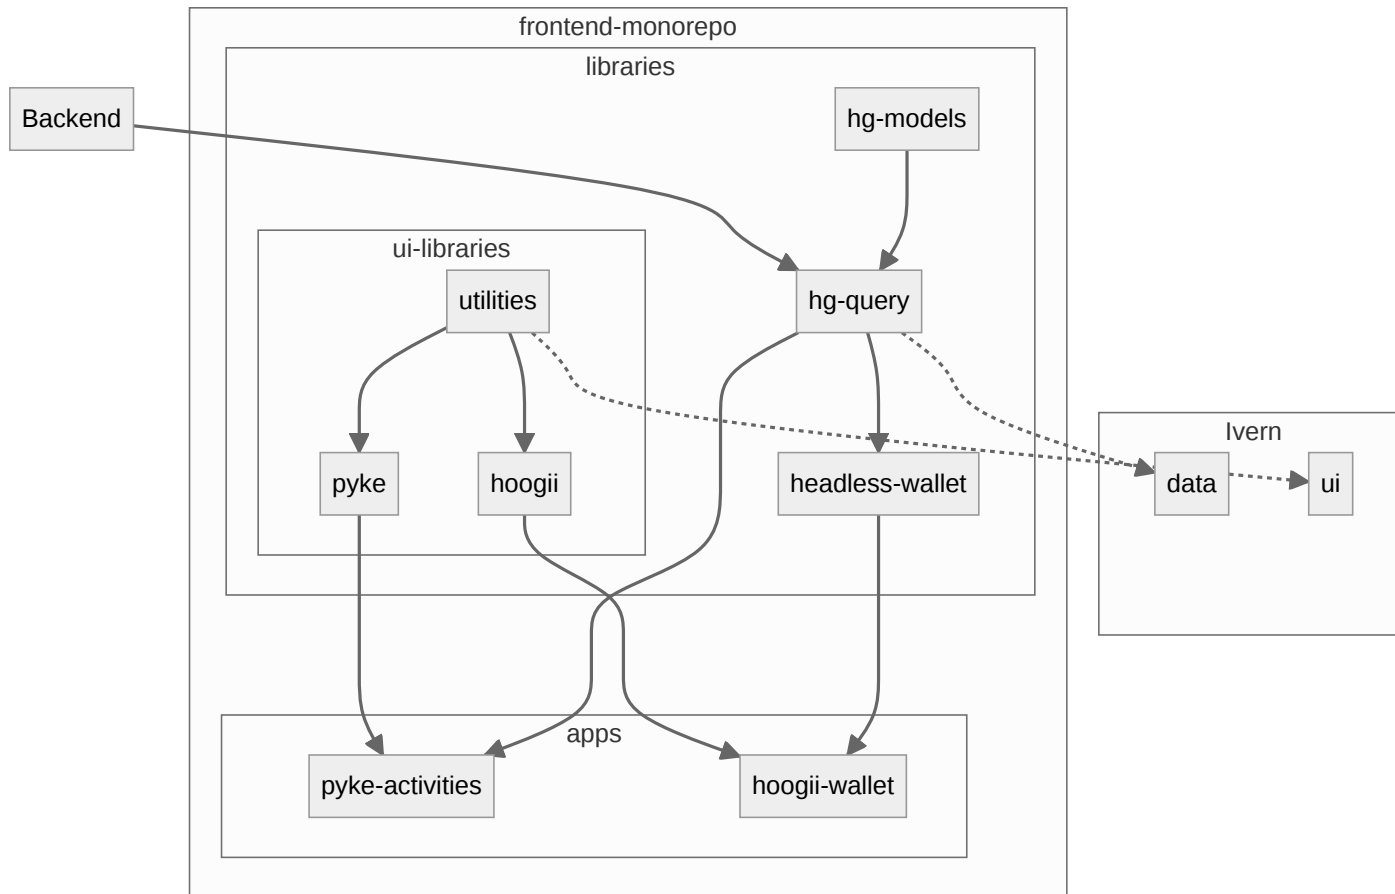 frontend-monorepo
libraries
Backend
hg-models
ui-libraries
utilities
hg-query
Ivern
pyke
hoogii
headless-wallet
data
ui
apps
pyke-activities
hoogii-wallet